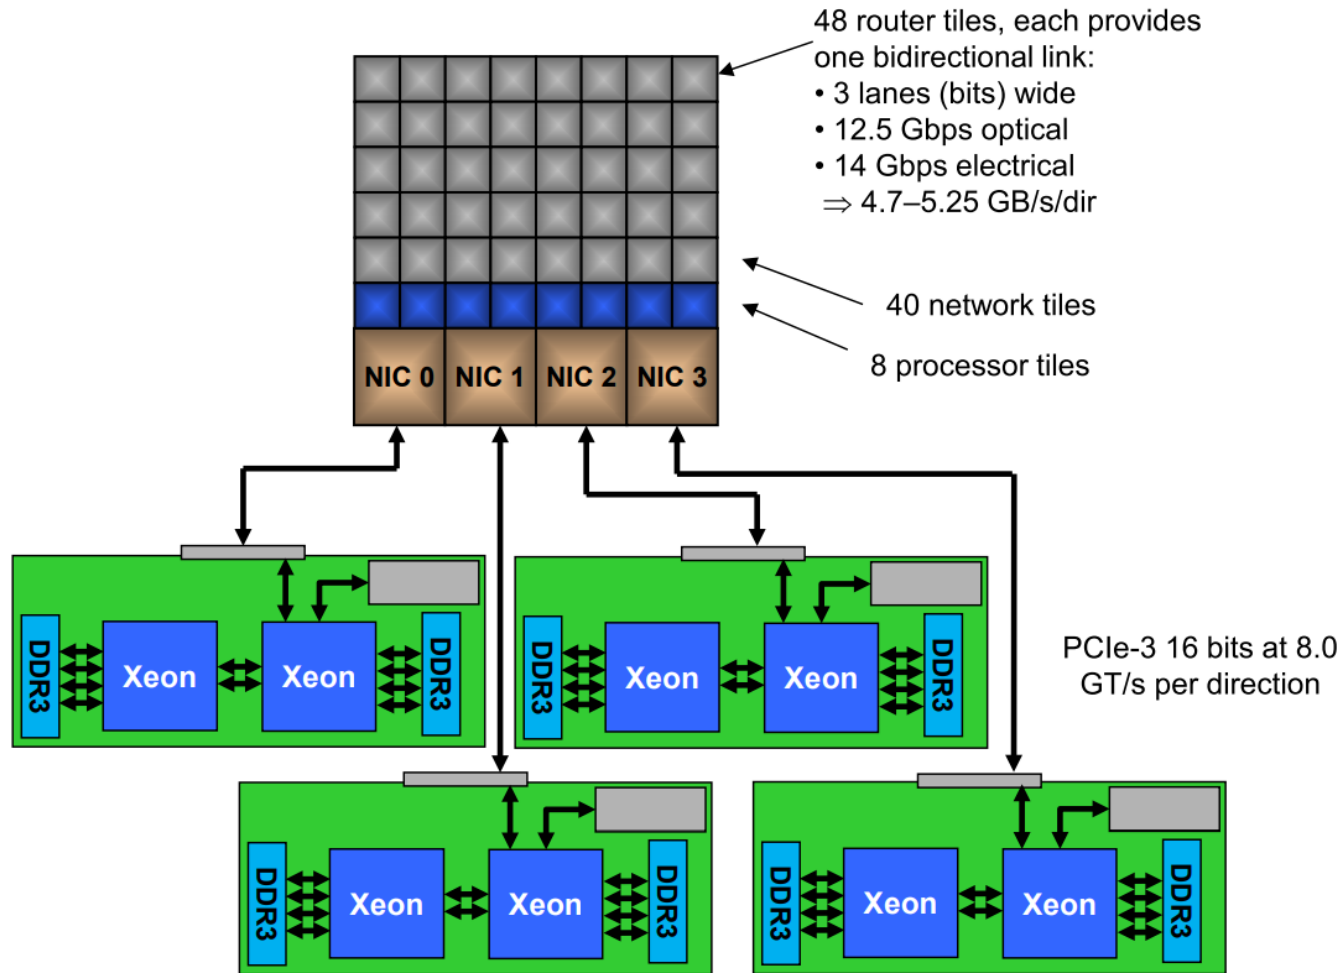 48 router tiles, each provides
one bidirectional link:
• 3 lanes (bits) wide
• 12.5 Gbps optical
• 14 Gbps electrical
⇒ 4.7–5.25 GB/s/dir
40 network tiles
8 processor tiles
NIC 0 NIC 1 NIC 2 NIC 3
DDR3 Xeon Xeon DDR3
DDR3 Xeon Xeon DDR3
PCIe-3 16 bits at 8.0
GT/s per direction
DDR3 Xeon Xeon DDR3
DDR3 Xeon Xeon DDR3